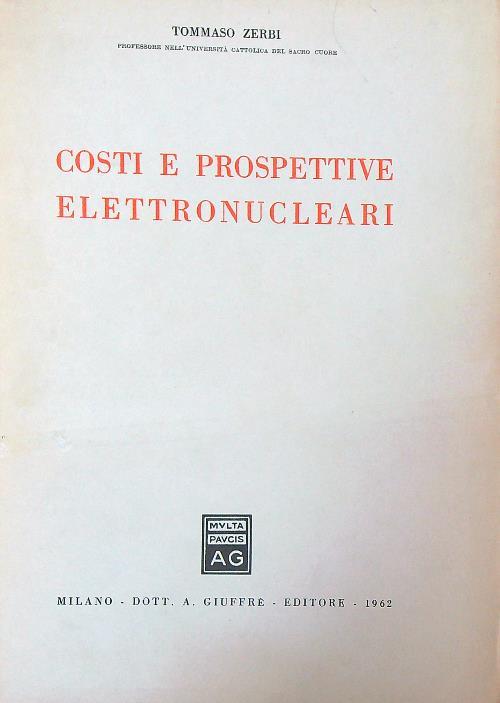 TOMMASO ZERBI
PROFESSORE NELL'UNIVERSITÀ CATTOLICA DEL SACRO CUORE
COSTI E PROSPETTIVE
ELETTRONUCLEARI
MVLTA
PAVCIS
AG
MILANO - DOTT. A. GIUFFRÈ - EDITORE - 1962